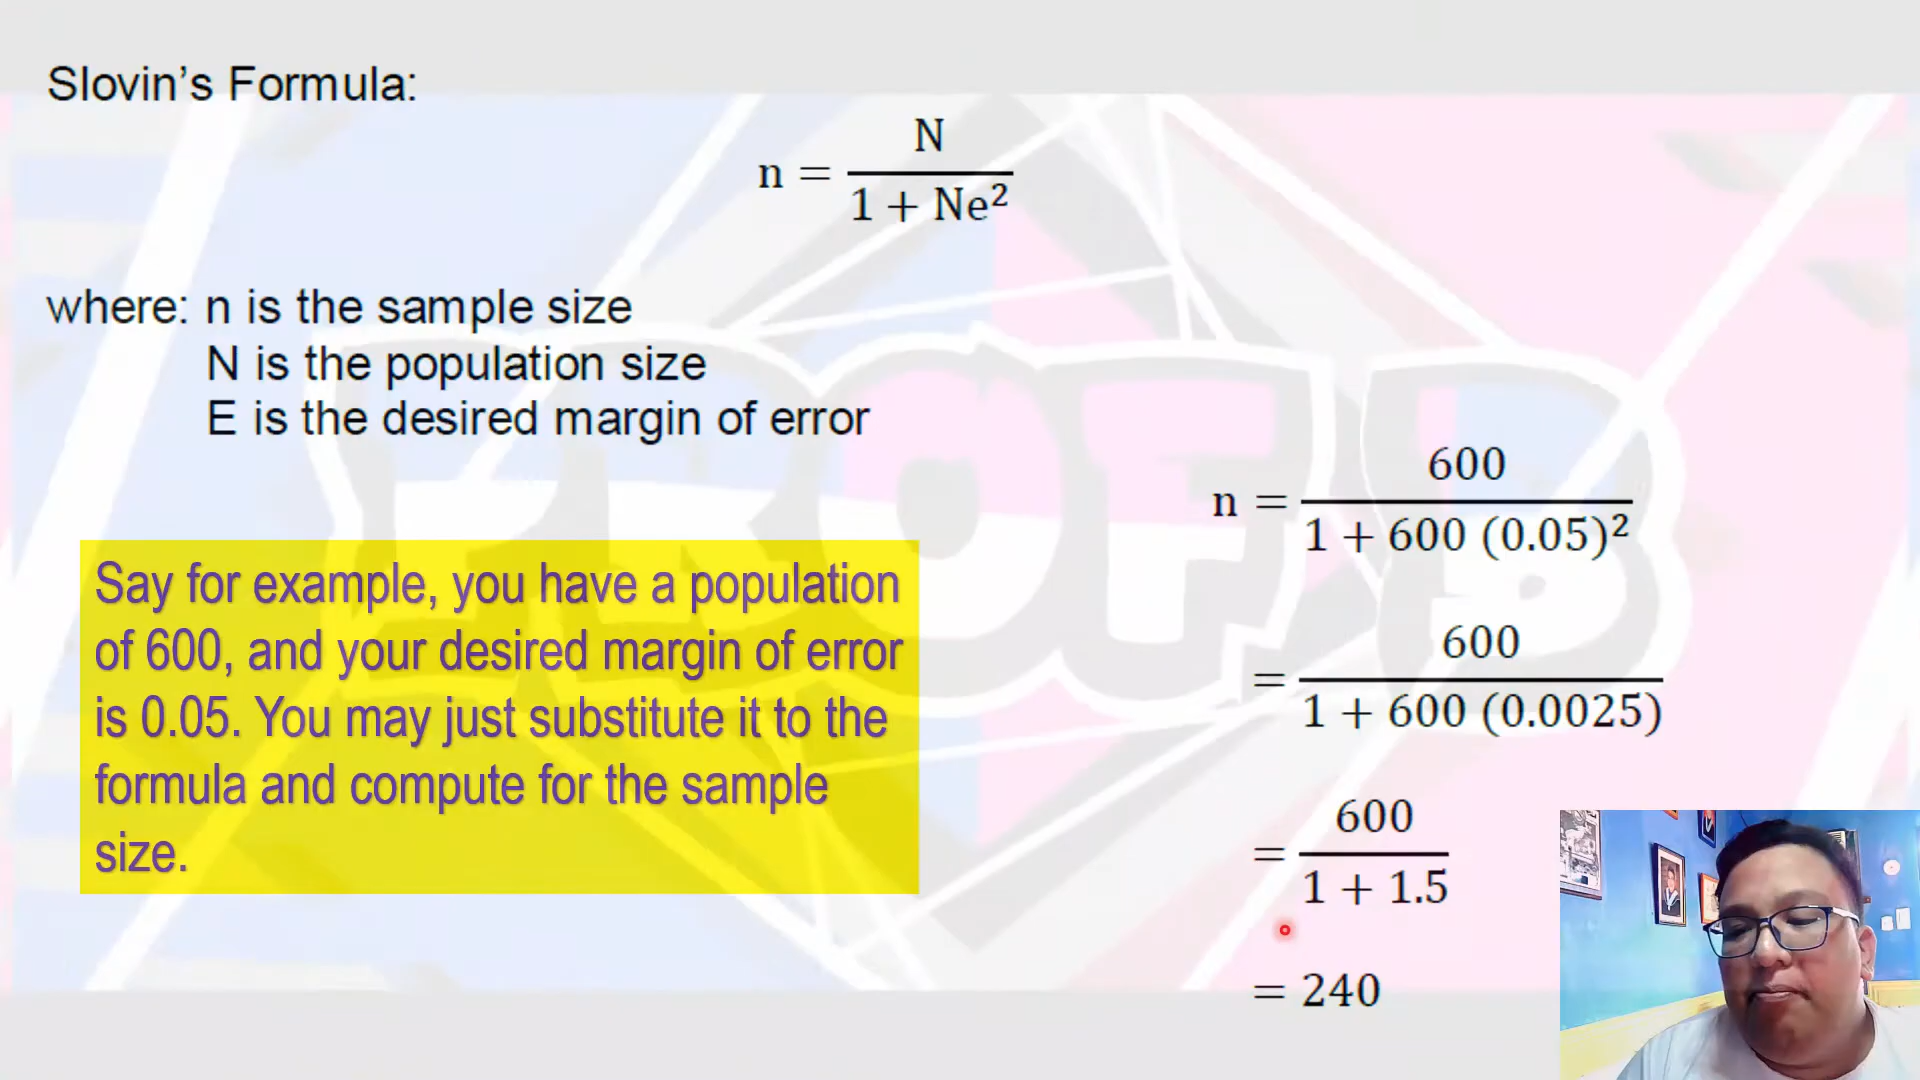 Slovin's Formula:
n = N / 1 + Ne²
where: n is the sample size
N is the population size
E is the desired margin of error
Say for example, you have a population
of 600, and your desired margin of error
is 0.05. You may just substitute it to the
formula and compute for the sample
size.
n = 600 / 1 + 600 (0.05)²
= 600 / 1 + 600 (0.0025)
= 600 / 1 + 1.5
= 240
PROF B